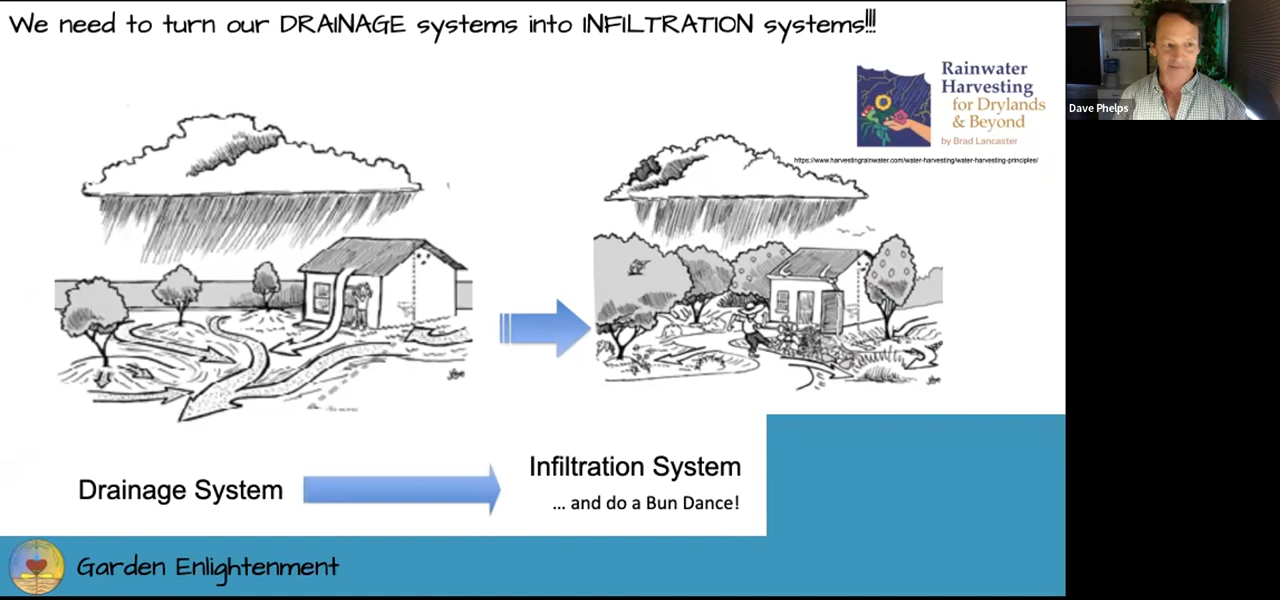 We need to turn our DRAINAGE systems into INFILTRATION systems!!!
Rainwater
Harvesting
for Drylands
& Beyond
by Brad Lancaster
https://www.harvestingrainwater.com/water-harvesting/water-harvesting-principles/
Dave Phelps
Drainage System
Infiltration System
... and do a Bun Dance!
Garden Enlightenment